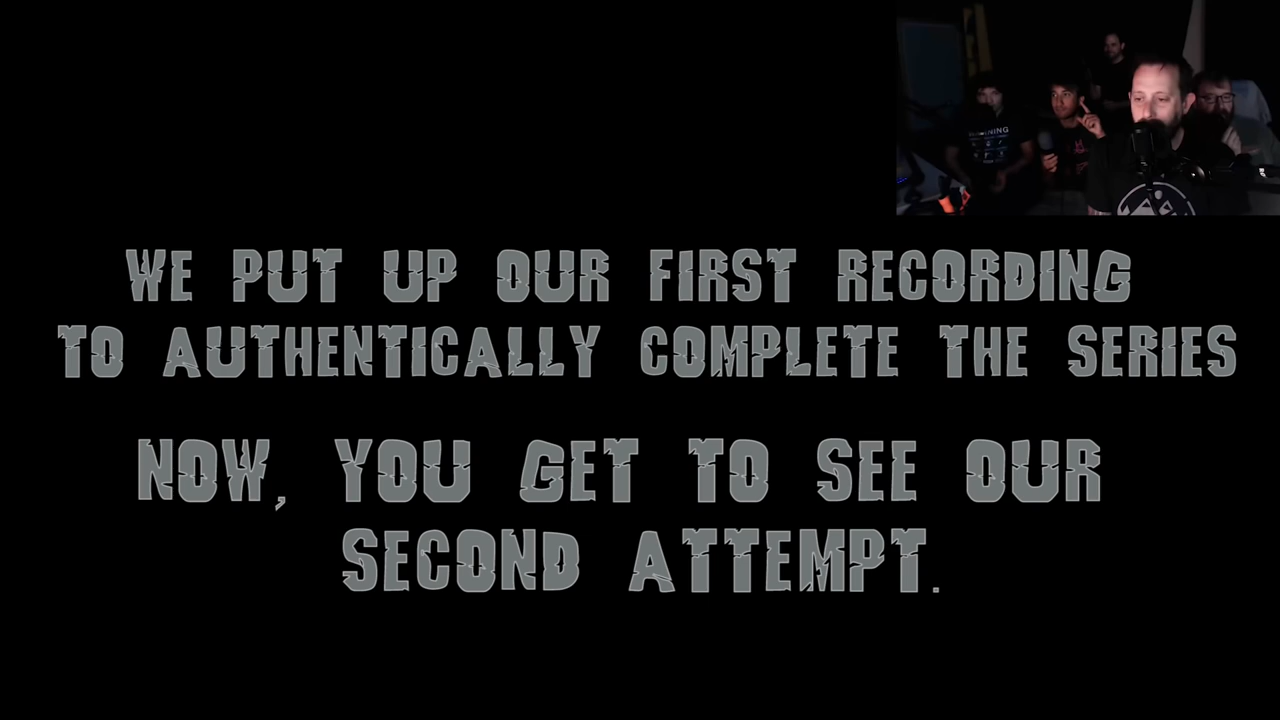 WE PUT UP OUR FIRST RECORDING
TO AUTHENTICALLY COMPLETE THE SERIES
NOW, YOU GET TO SEE OUR
SECOND ATTEMPT.